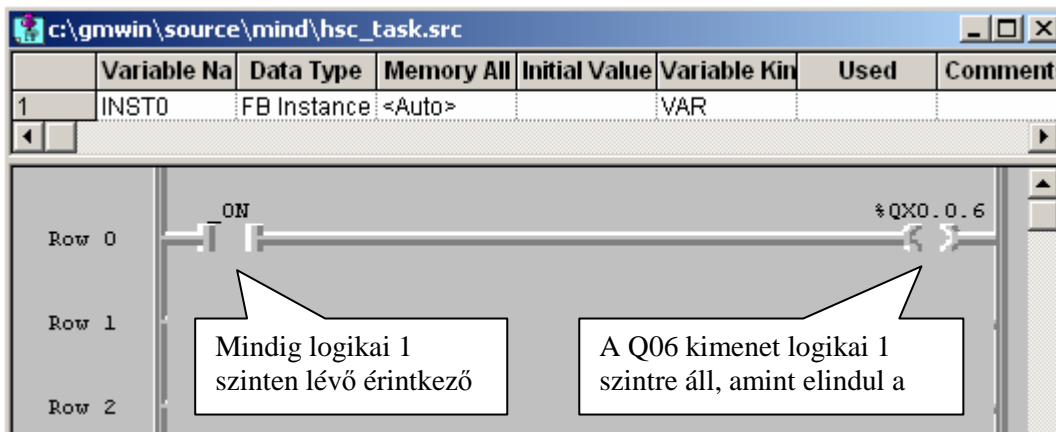 c:\gmwin\source\mind\hsc_task.src
Variable Na Data Type Memory All Initial Value Variable Kin Used Comment
1 INST0 FB Instance <Auto> VAR
_ON %QX0.0.6
Row 0
Row 1
Mindig logikai 1
szinten lévő érintkező
A Q06 kimenet logikai 1
szintre áll, amint elindul a
Row 2